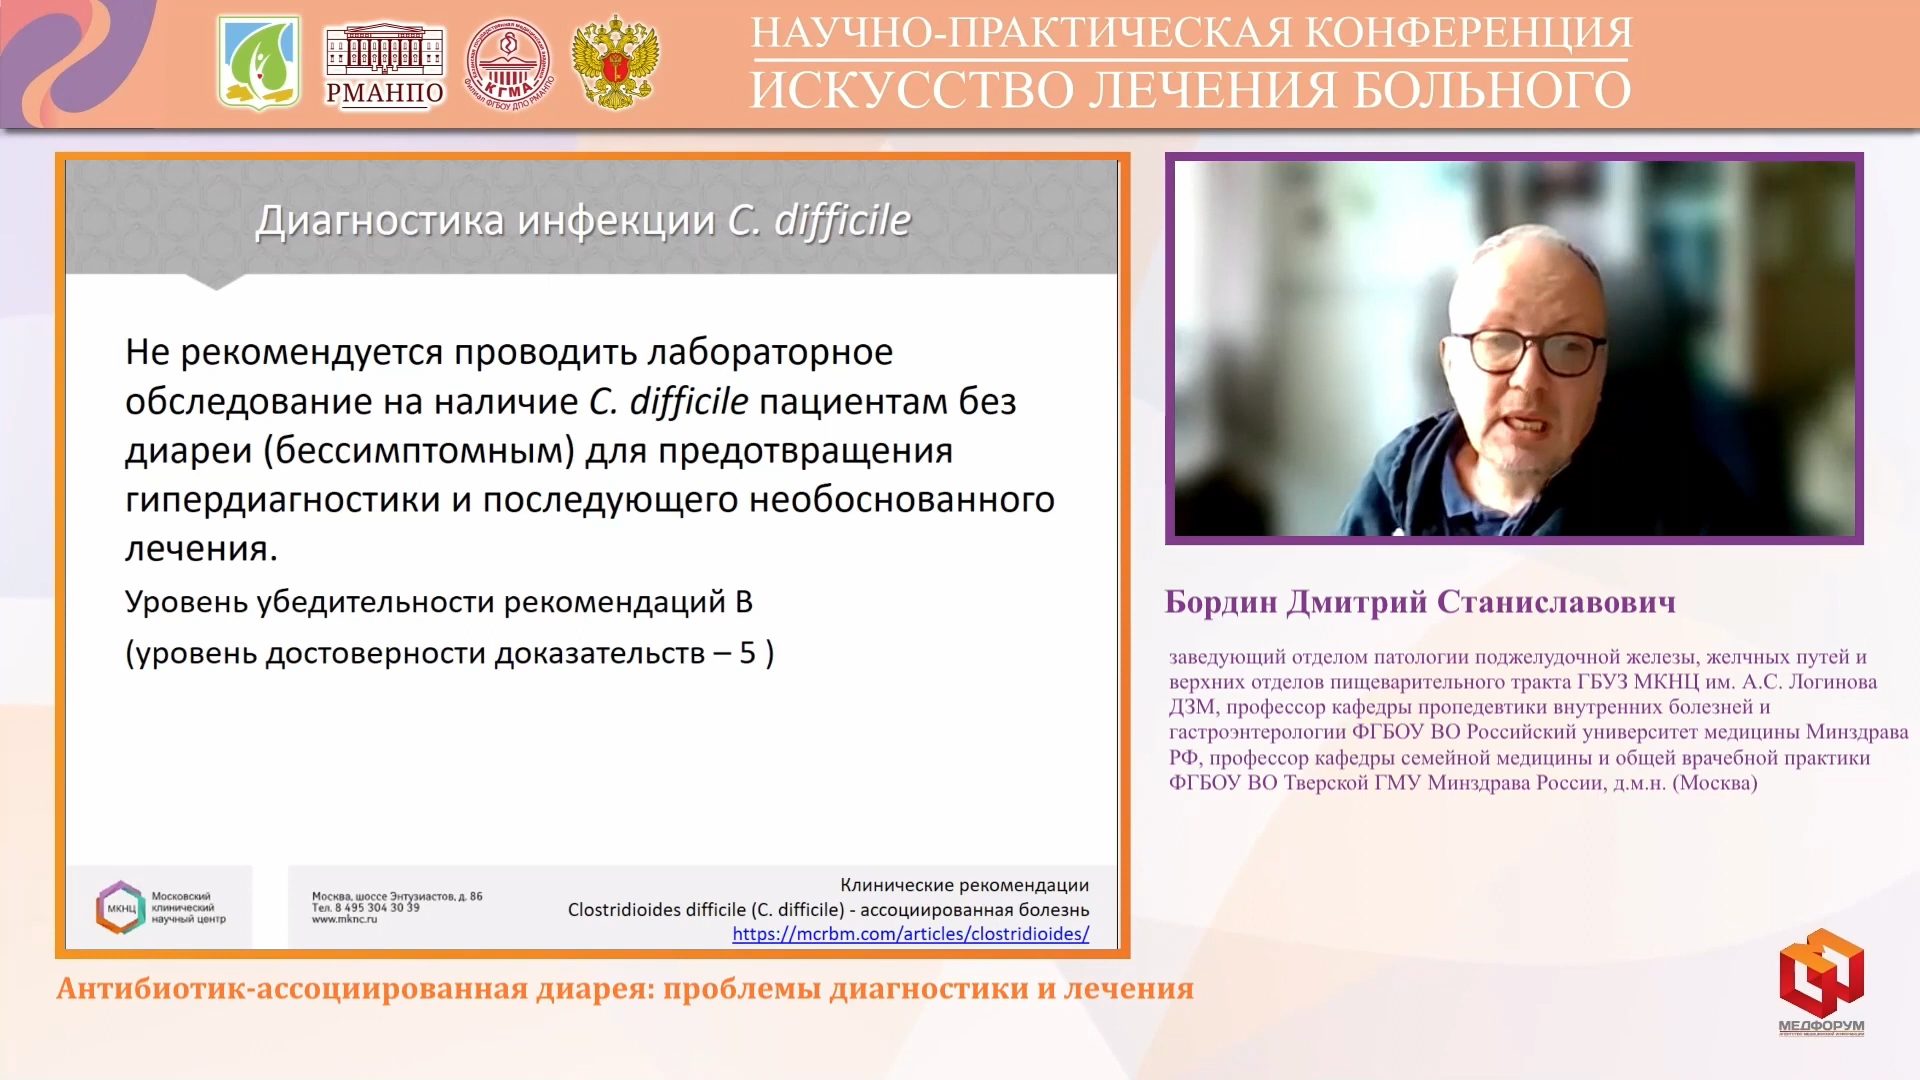 РМАНПО
КГМА
НАУЧНО-ПРАКТИЧЕСКАЯ КОНФЕРЕНЦИЯ
ИСКУССТВО ЛЕЧЕНИЯ БОЛЬНОГО
Диагностика инфекции C. difficile
Не рекомендуется проводить лабораторное
обследование на наличие C. difficile пациентам без
диареи (бессимптомным) для предотвращения
гипердиагностики и последующего необоснованного
лечения.
Уровень убедительности рекомендаций В
(уровень достоверности доказательств – 5 )
МКНЦ
Московский
клинический
научный центр
Москва, шоссе Энтузиастов, д. 86
Тел. 8 495 304 30 39
www.mknc.ru
Клинические рекомендации
Clostridioides difficile (C. difficile) - ассоциированная болезнь
https://mcrbm.com/articles/clostridioides/
Бордин Дмитрий Станиславович
заведующий отделом патологии поджелудочной железы, желчных путей и
верхних отделов пищеварительного тракта ГБУЗ МКНЦ им. А.С. Логинова
ДЗМ, профессор кафедры пропедевтики внутренних болезней и
гастроэнтерологии ФГБОУ ВО Российский университет медицины Минздрава
РФ, профессор кафедры семейной медицины и общей врачебной практики
ФГБОУ ВО Тверской ГМУ Минздрава России, д.м.н. (Москва)
Антибиотик-ассоциированная диарея: проблемы диагностики и лечения
МЕДФОРУМ